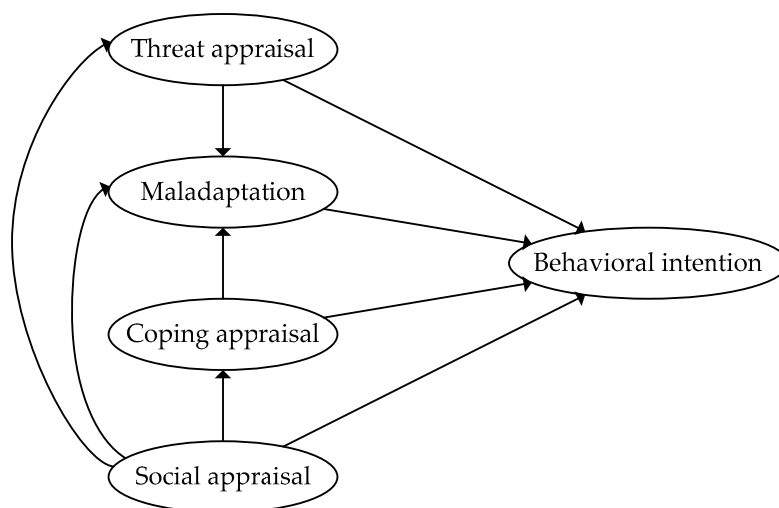 Threat appraisal
Maladaptation
Behavioral intention
Coping appraisal
Social appraisal